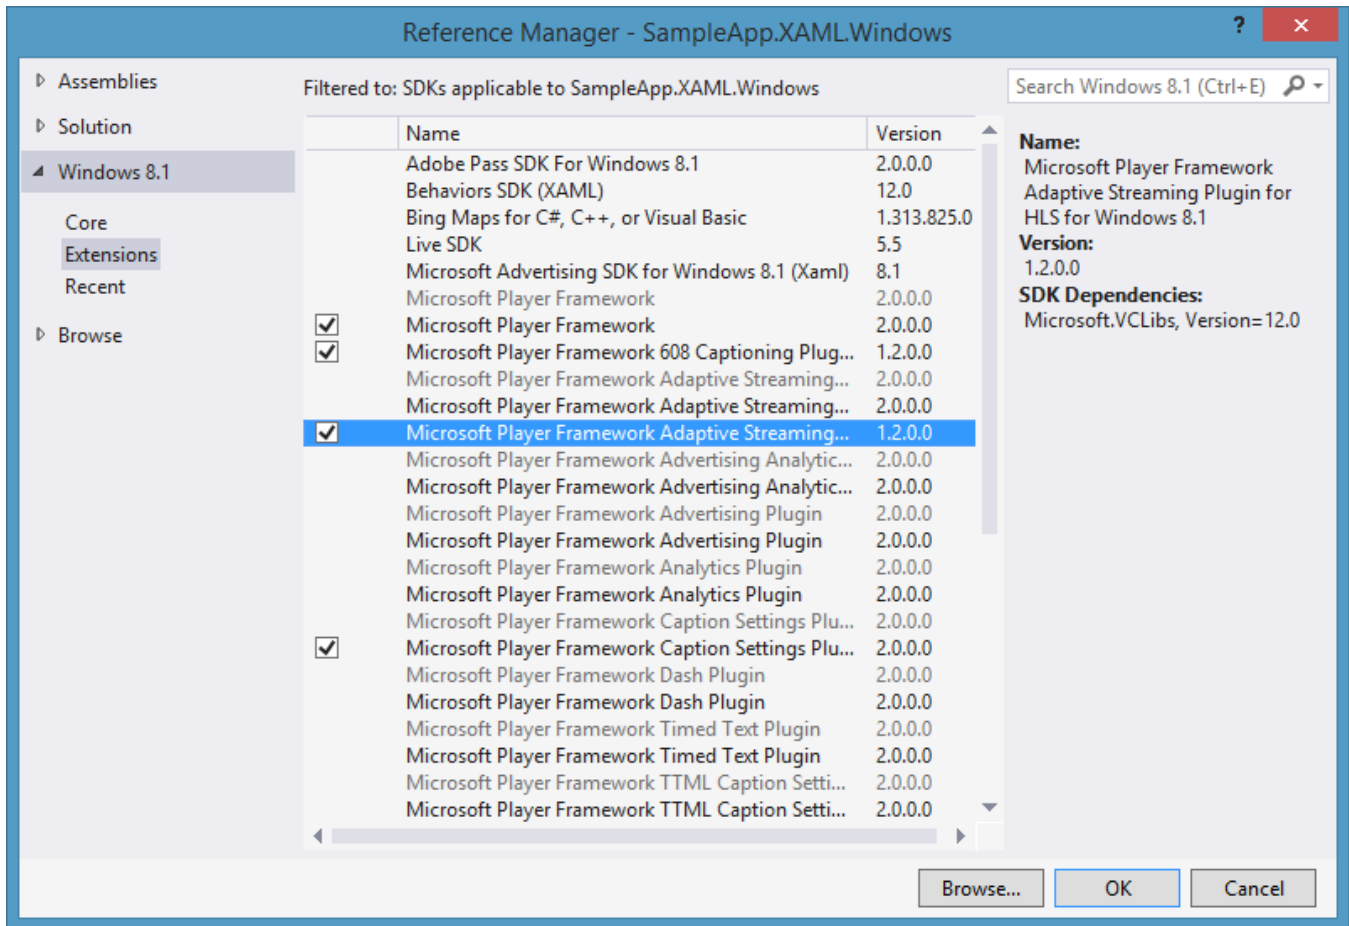 Reference Manager - SampleApp.XAML.Windows
?
Assemblies
Solution
Windows 8.1
Core
Extensions
Recent
Browse
Filtered to: SDKs applicable to SampleApp.XAML.Windows
Name Version
Adobe Pass SDK For Windows 8.1 2.0.0.0
Behaviors SDK (XAML) 12.0
Bing Maps for C#, C++, or Visual Basic 1.313.825.0
Live SDK 5.5
Microsoft Advertising SDK for Windows 8.1 (Xaml) 8.1
Microsoft Player Framework 2.0.0.0
Microsoft Player Framework 2.0.0.0
Microsoft Player Framework 608 Captioning Plug... 1.2.0.0
Microsoft Player Framework Adaptive Streaming... 2.0.0.0
Microsoft Player Framework Adaptive Streaming... 2.0.0.0
Microsoft Player Framework Adaptive Streaming... 1.2.0.0
Microsoft Player Framework Advertising Analytic... 2.0.0.0
Microsoft Player Framework Advertising Analytic... 2.0.0.0
Microsoft Player Framework Advertising Plugin 2.0.0.0
Microsoft Player Framework Advertising Plugin 2.0.0.0
Microsoft Player Framework Analytics Plugin 2.0.0.0
Microsoft Player Framework Analytics Plugin 2.0.0.0
Microsoft Player Framework Caption Settings Plu... 2.0.0.0
Microsoft Player Framework Caption Settings Plu... 2.0.0.0
Microsoft Player Framework Dash Plugin 2.0.0.0
Microsoft Player Framework Dash Plugin 2.0.0.0
Microsoft Player Framework Timed Text Plugin 2.0.0.0
Microsoft Player Framework Timed Text Plugin 2.0.0.0
Microsoft Player Framework TTML Caption Setti... 2.0.0.0
Microsoft Player Framework TTML Caption Setti... 2.0.0.0
Search Windows 8.1 (Ctrl+E)
Name:
Microsoft Player Framework
Adaptive Streaming Plugin for
HLS for Windows 8.1
Version:
1.2.0.0
SDK Dependencies:
Microsoft.VCLibs, Version=12.0
Browse... OK Cancel